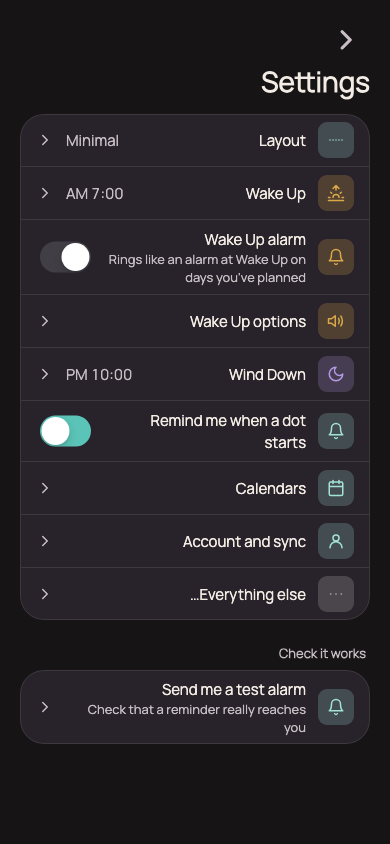 Settings
Layout
Minimal
Wake Up
AM 7:00
Wake Up alarm
Rings like an alarm at Wake Up on
days you've planned
Wake Up options
Wind Down
PM 10:00
Remind me when a dot
starts
Calendars
Account and sync
...Everything else
Check it works
Send me a test alarm
Check that a reminder really reaches
you